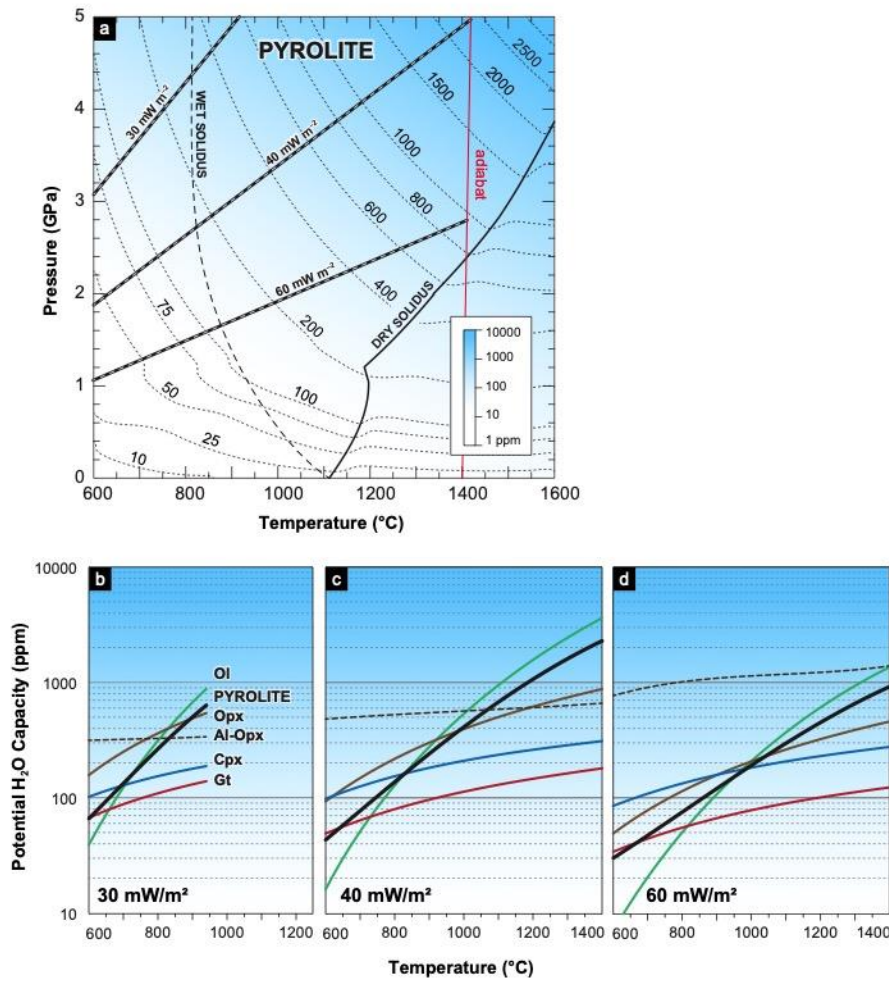 a
PYROLITE
5
4
3
2
1
0
Pressure (GPa)
600
800
1000
1200
1400
1600
Temperature (°C)
30 mW m⁻²
WET SOLIDUS
40 mW m⁻²
60 mW m⁻²
DRY SOLIDUS
adiabat
2500
2000
1500
1000
800
600
400
200
100
75
50
25
10
10000
1000
100
10
1 ppm
b
c
d
Potential H₂O Capacity (ppm)
10000
1000
100
10
Ol
PYROLITE
Opx
Al-Opx
Cpx
Gt
30 mW/m²
40 mW/m²
60 mW/m²
600 800 1000 1200
600 800 1000 1200 1400
600 800 1000 1200 1400
Temperature (°C)